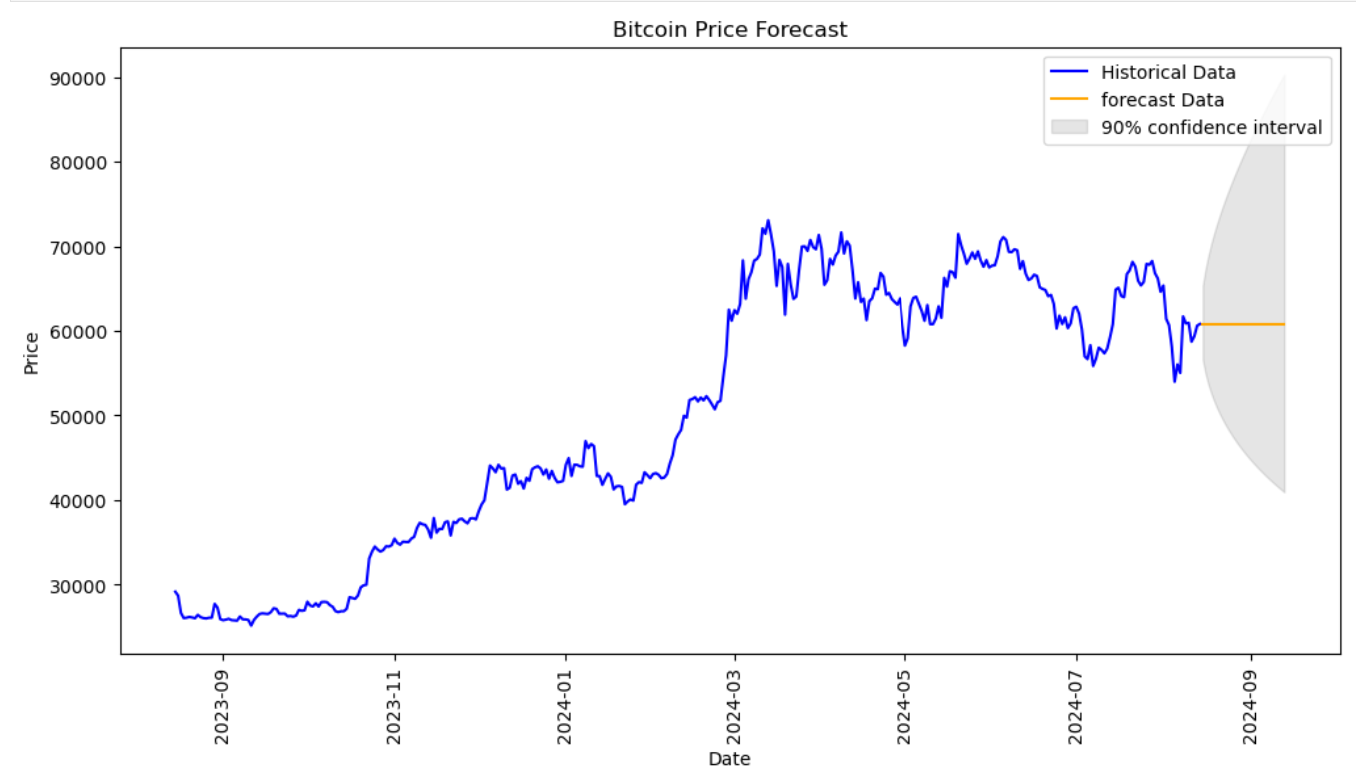 Bitcoin Price Forecast
Historical Data
forecast Data
90% confidence interval
90000
80000
70000
60000
50000
40000
30000
Price
2023-09
2023-11
2024-01
2024-03
2024-05
2024-07
2024-09
Date